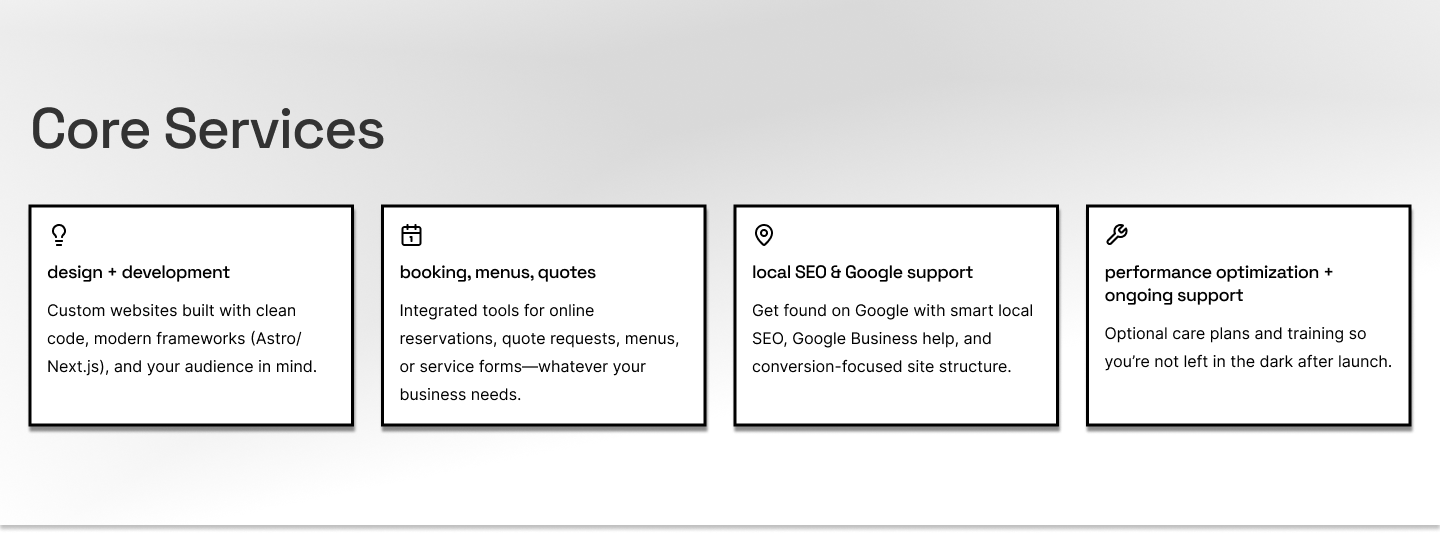 Core Services
design + development
Custom websites built with clean
code, modern frameworks (Astro/
Next.js), and your audience in mind.
booking, menus, quotes
Integrated tools for online
reservations, quote requests, menus,
or service forms—whatever your
business needs.
local SEO & Google support
Get found on Google with smart local
SEO, Google Business help, and
conversion-focused site structure.
performance optimization +
ongoing support
Optional care plans and training so
you’re not left in the dark after launch.